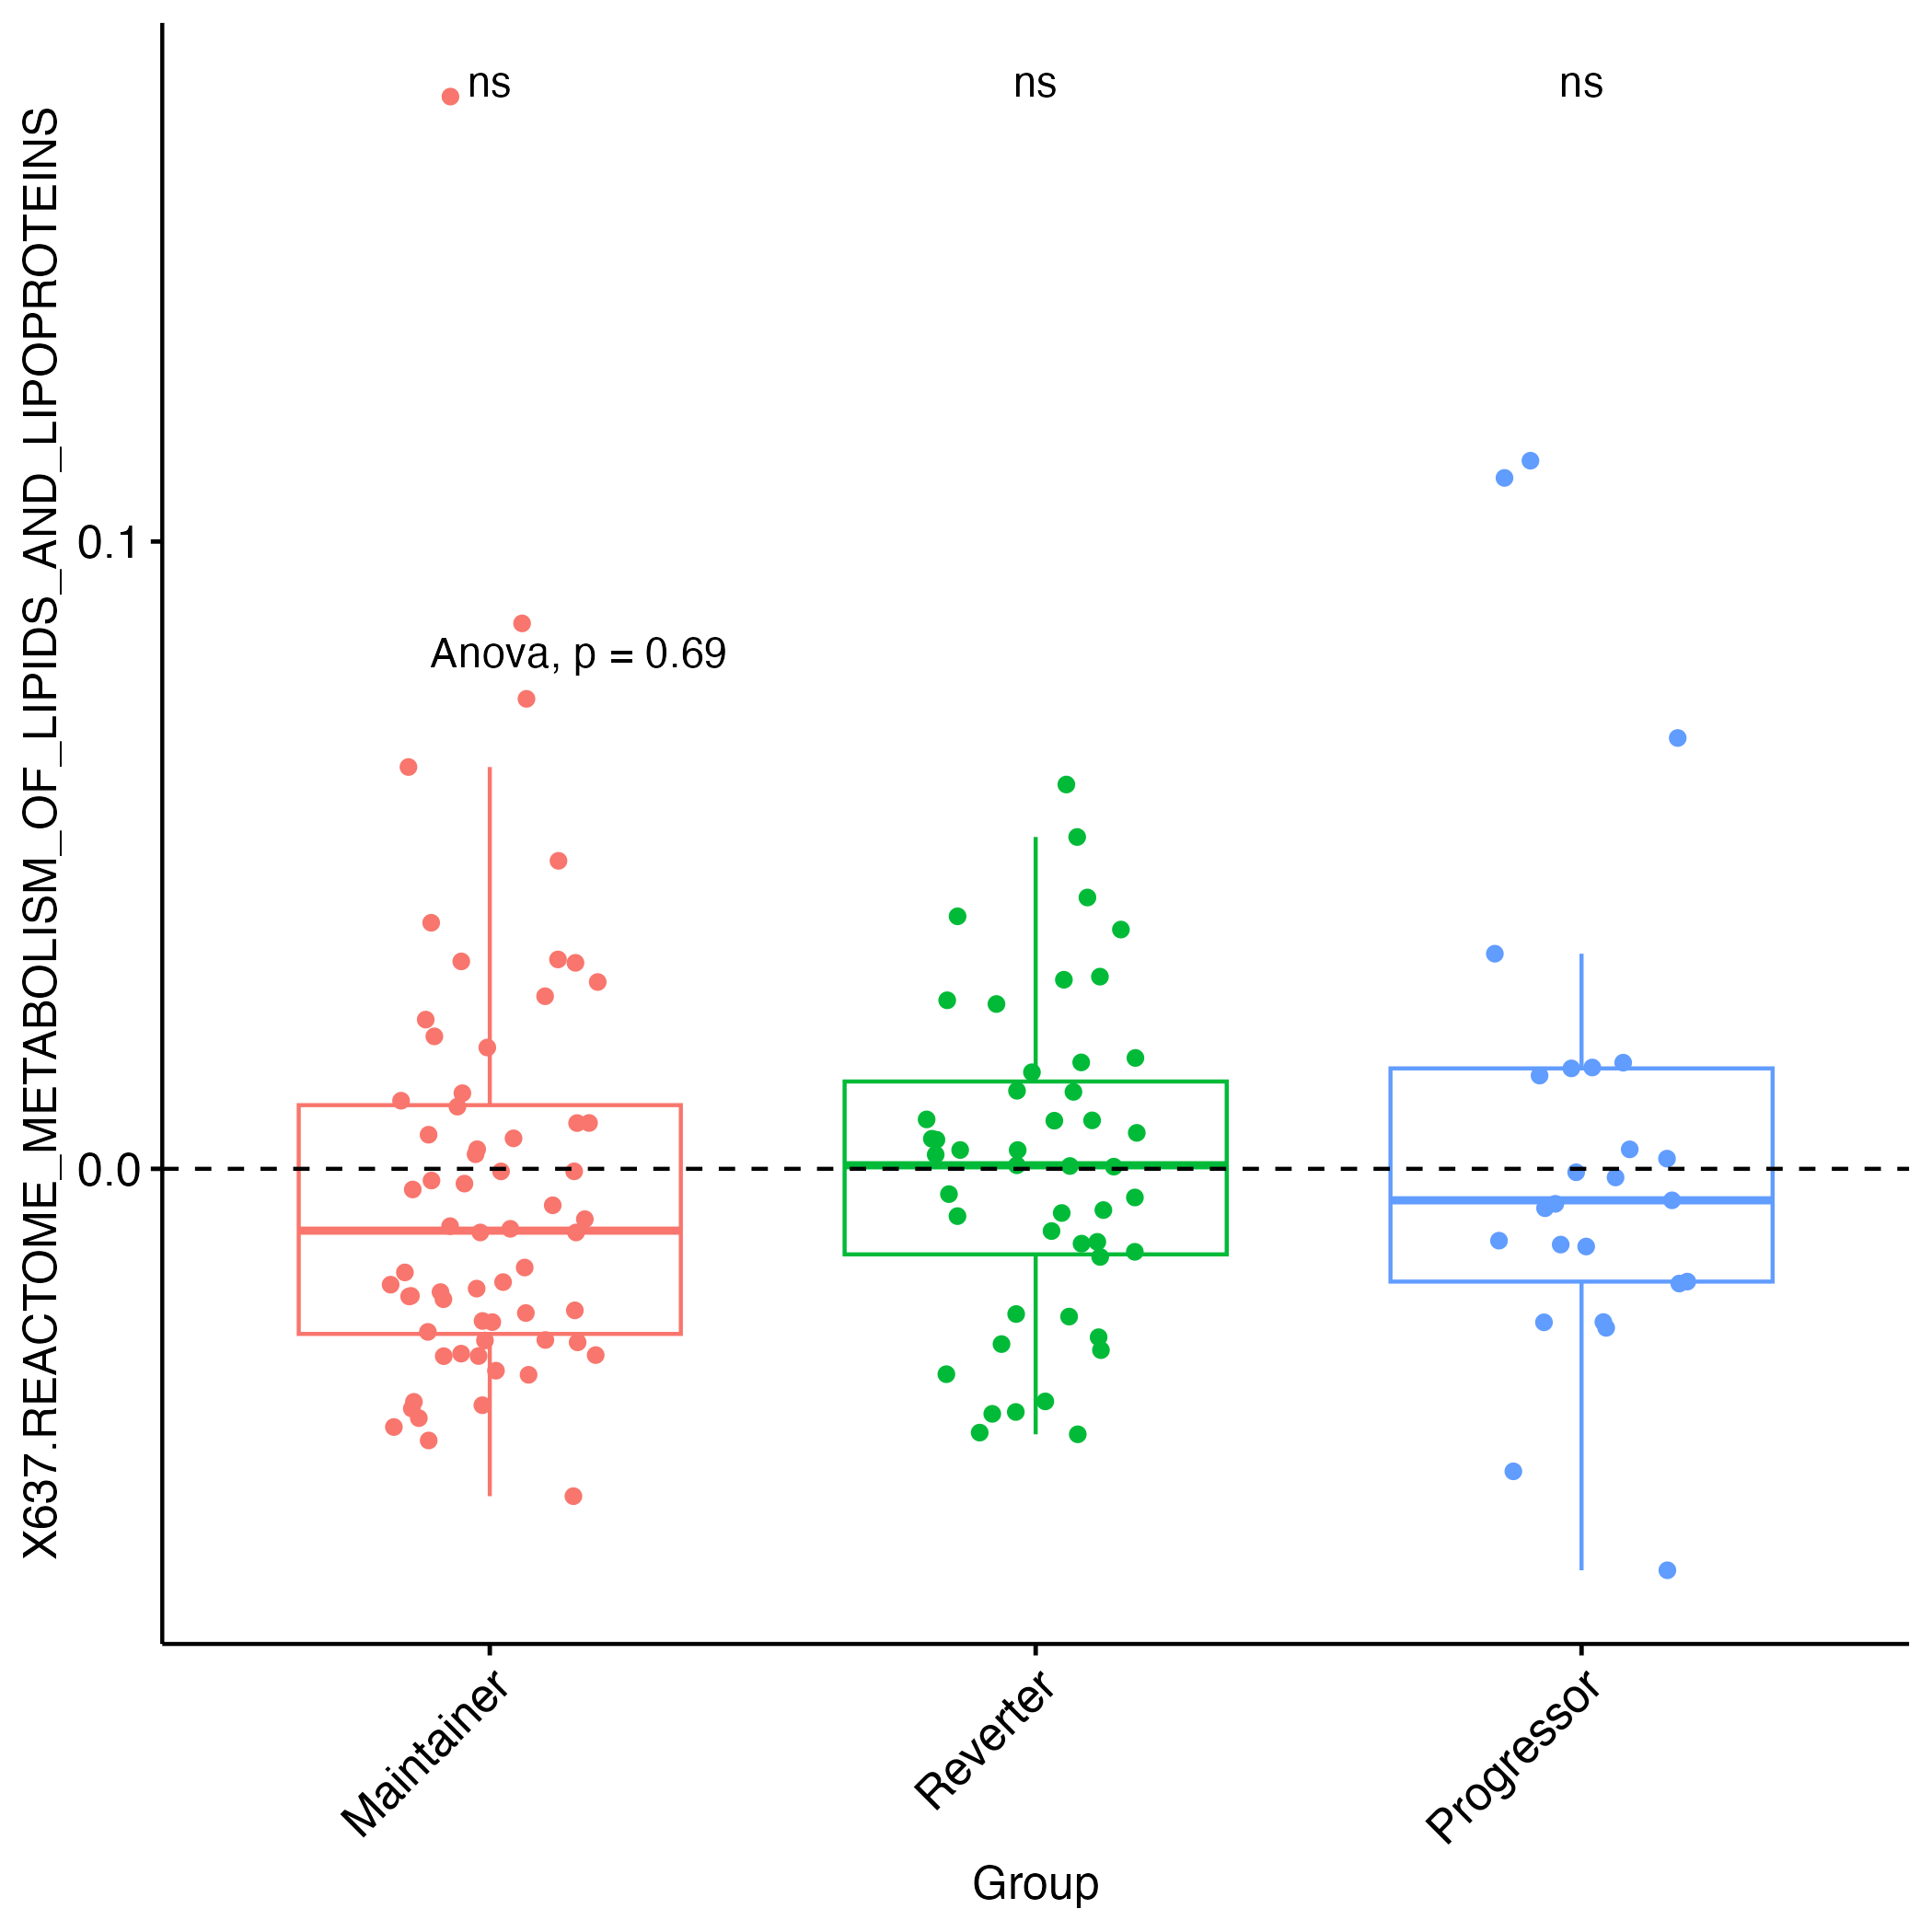 X637.REACTOME_METABOLISM_OF_LIPIDS_AND_LIPOPROTEINS
ns ns ns
0.1
Anova, p = 0.69
0.0
Maintainer Reverter Progressor
Group